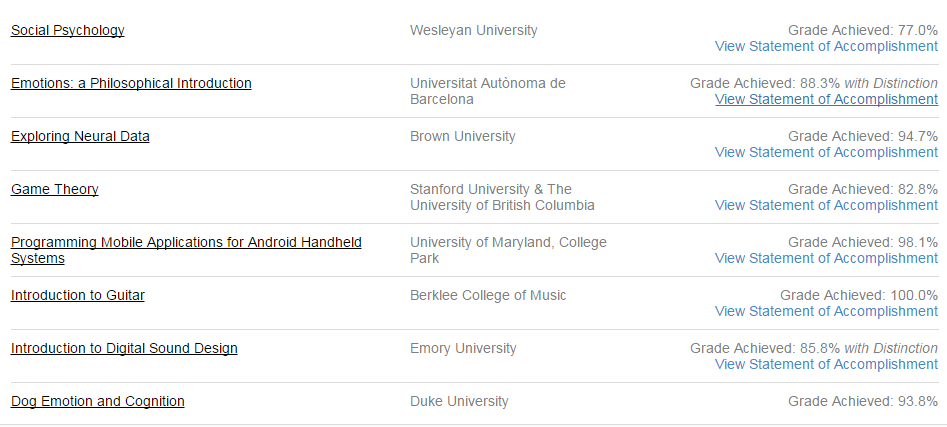 Social Psychology Wesleyan University Grade Achieved: 77.0%
View Statement of Accomplishment
Emotions: a Philosophical Introduction Universitat Autònoma de Grade Achieved: 88.3% with Distinction
Barcelona View Statement of Accomplishment
Exploring Neural Data Brown University Grade Achieved: 94.7%
View Statement of Accomplishment
Game Theory Stanford University & The Grade Achieved: 82.8%
University of British Columbia View Statement of Accomplishment
Programming Mobile Applications for Android Handheld University of Maryland, College Grade Achieved: 98.1%
Systems Park View Statement of Accomplishment
Introduction to Guitar Berklee College of Music Grade Achieved: 100.0%
View Statement of Accomplishment
Introduction to Digital Sound Design Emory University Grade Achieved: 85.8% with Distinction
View Statement of Accomplishment
Dog Emotion and Cognition Duke University Grade Achieved: 93.8%